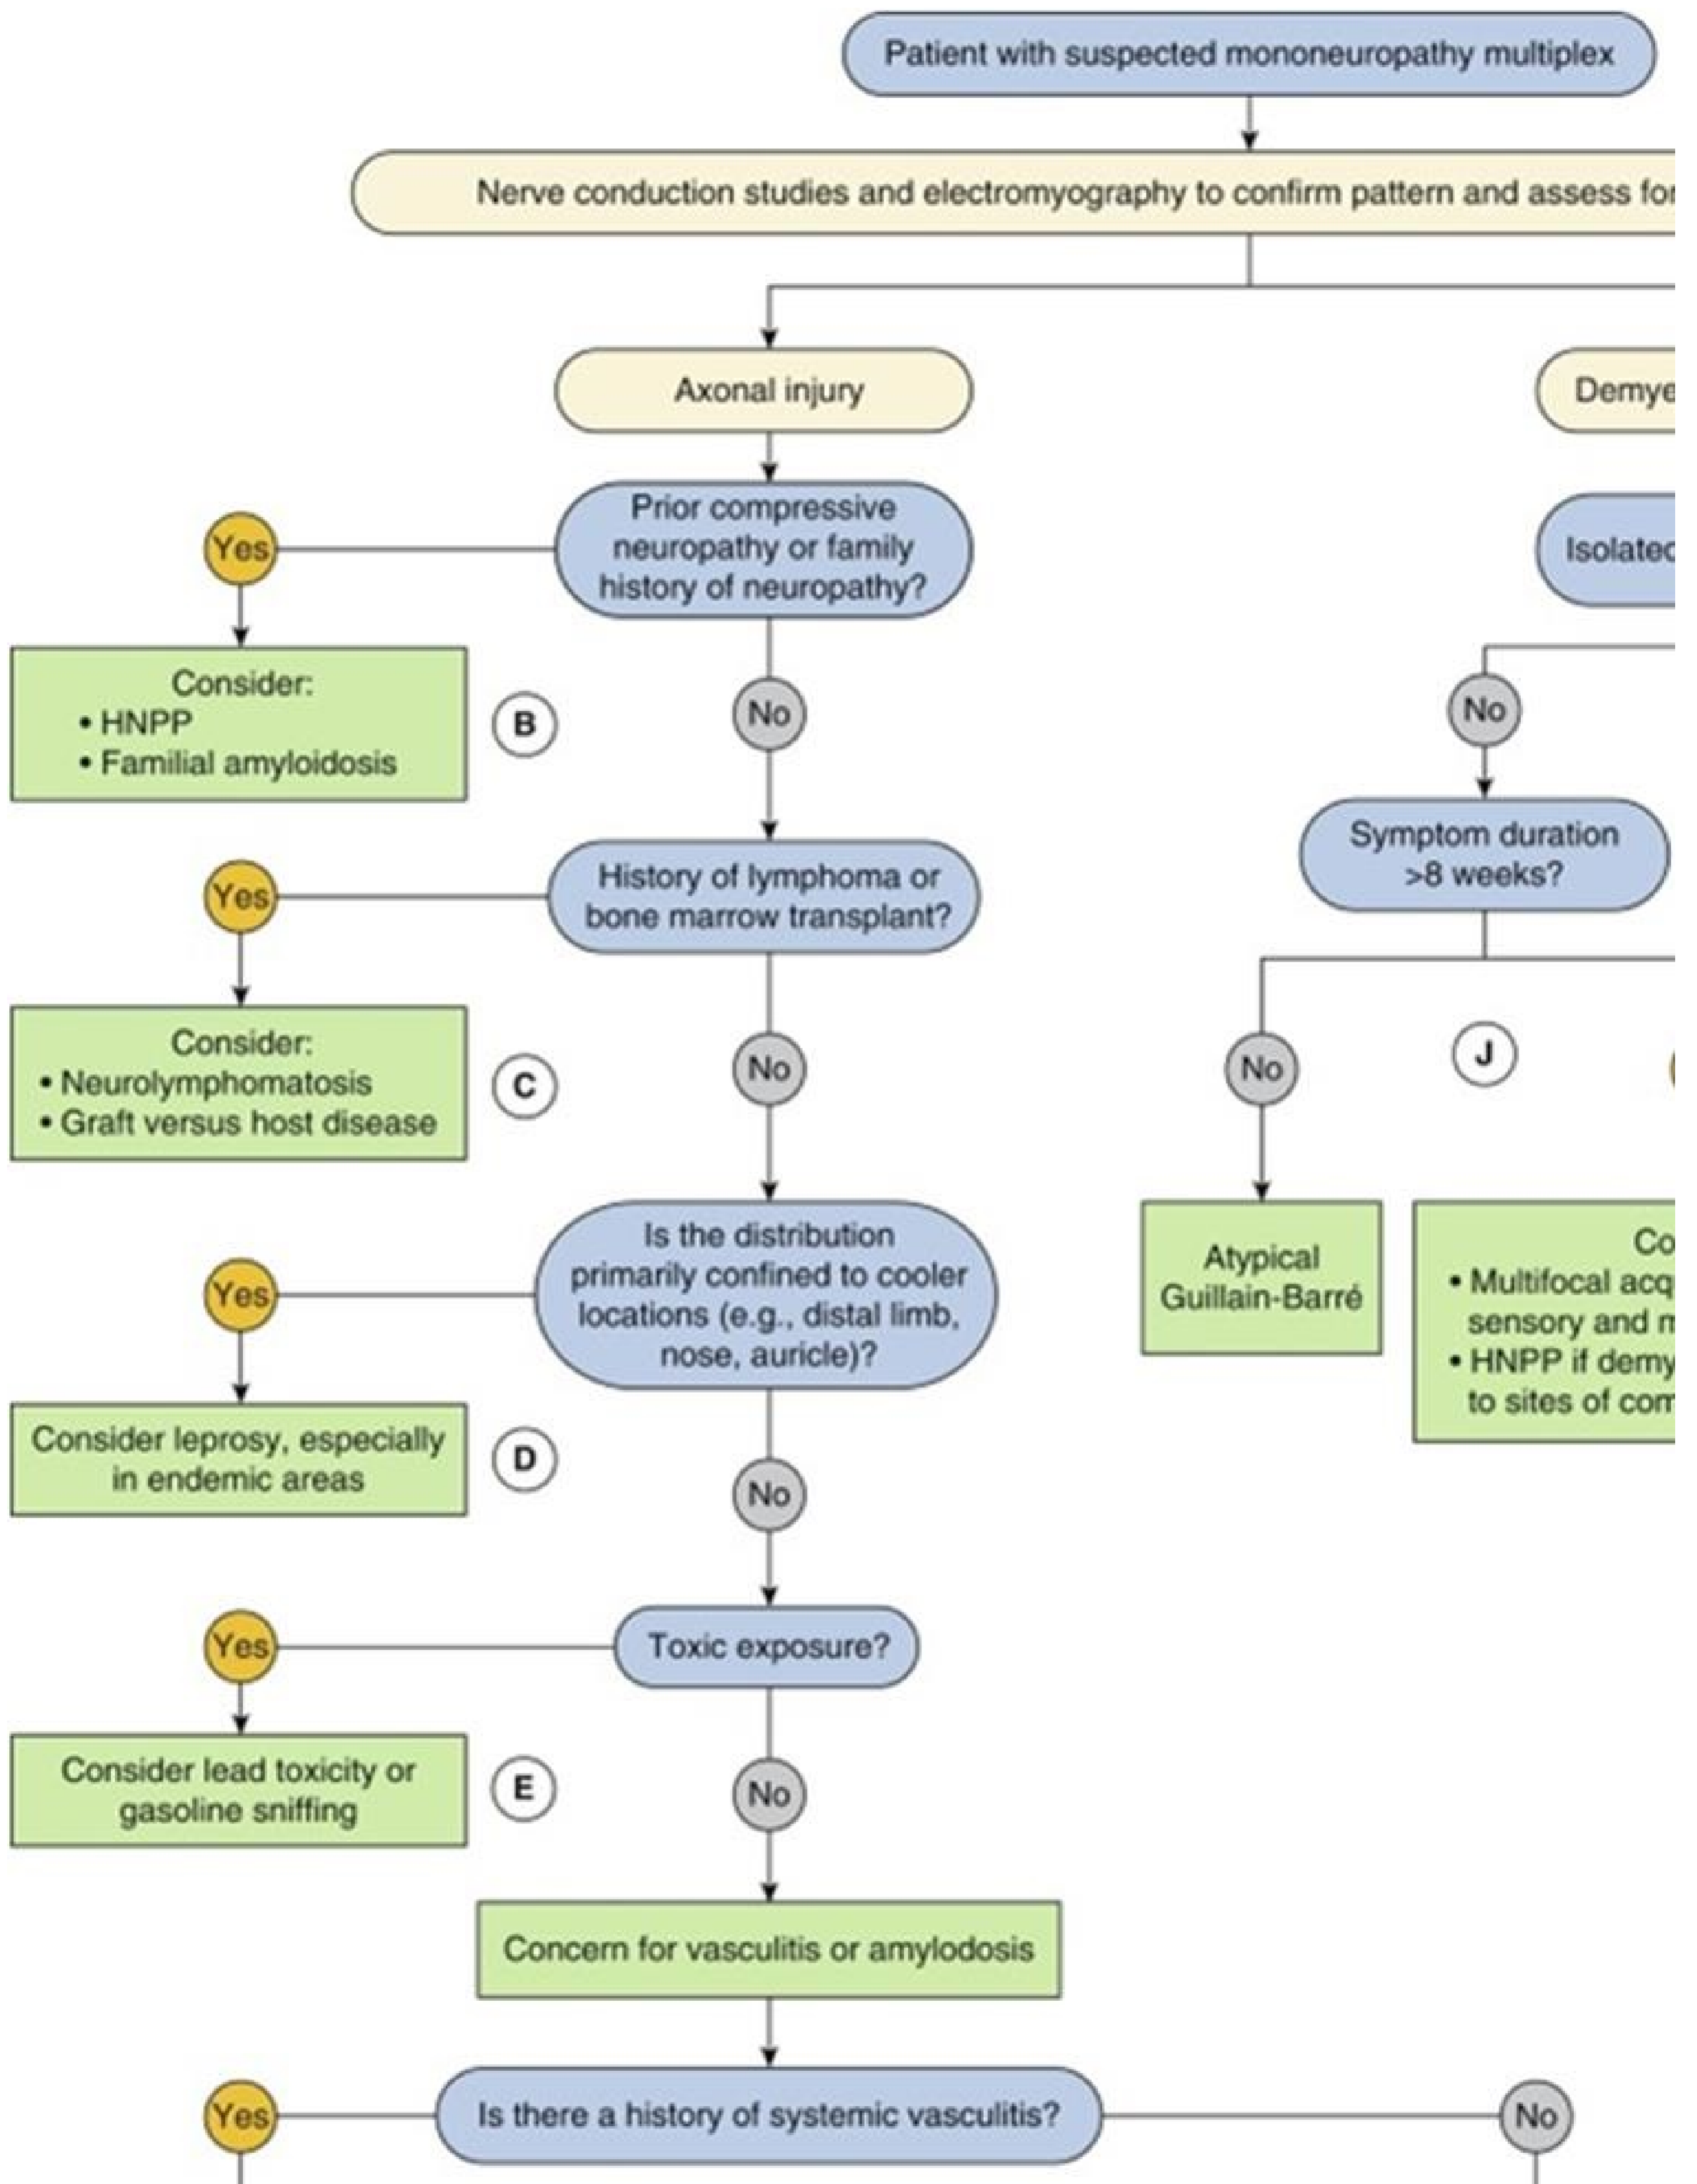 Patient with suspected mononeuropathy multiplex
Nerve conduction studies and electromyography to confirm pattern and assess for
Axonal injury
Prior compressive
neuropathy or family
history of neuropathy?
Yes
No
Consider:
• HNPP
• Familial amyloidosis
B
History of lymphoma or
bone marrow transplant?
Yes
No
Consider:
• Neurolymphomatosis
• Graft versus host disease
C
Is the distribution
primarily confined to cooler
locations (e.g., distal limb,
nose, auricle)?
Yes
No
Consider leprosy, especially
in endemic areas
D
Toxic exposure?
Yes
No
Consider lead toxicity or
gasoline sniffing
E
Concern for vasculitis or amylodosis
Is there a history of systemic vasculitis?
Yes
No
Demye
Isolated
No
Symptom duration
>8 weeks?
No
J
Atypical
Guillain-Barré
Co
• Multifocal acq
sensory and m
• HNPP if demy
to sites of com